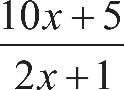 10x + 5
2x + 1